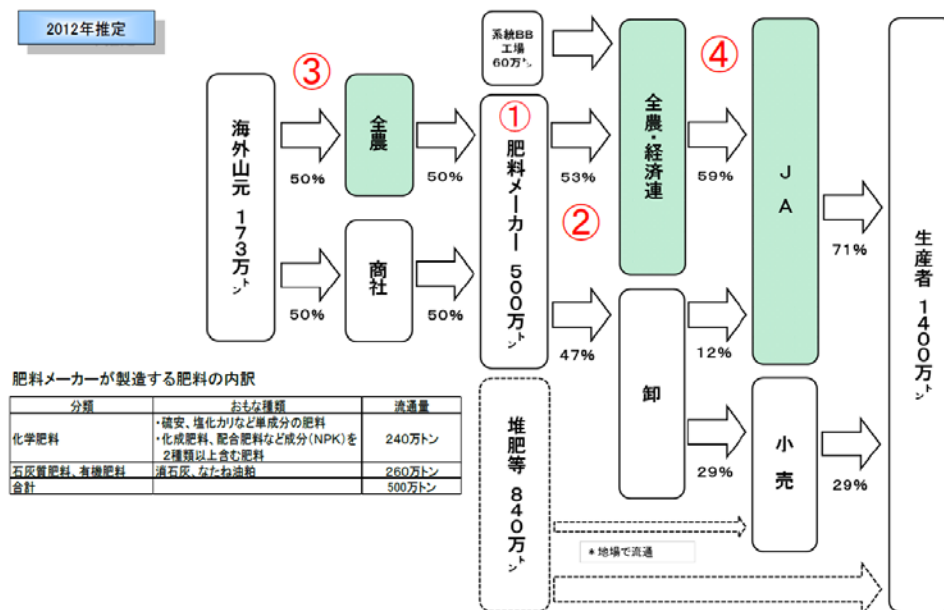 2012年推定
③
④
①
②
海外山元 173万トン
50%
50%
全農
商社
50%
50%
系統BB
工場
60万トン
肥料メーカー 500万トン
53%
47%
全農・経済連
卸
59%
12%
29%
JA
小売
71%
29%
生産者 1400万トン
堆肥等 840万トン
*地場で流通
肥料メーカーが製造する肥料の内訳
分類 おもな種類 流通量
化学肥料 ・硫安、塩化カリなど単成分の肥料
・化成肥料、配合肥料など成分(NPK)を
2種類以上含む肥料 240万トン
石灰質肥料、有機肥料 消石灰、なたね油粕 260万トン
合計 500万トン